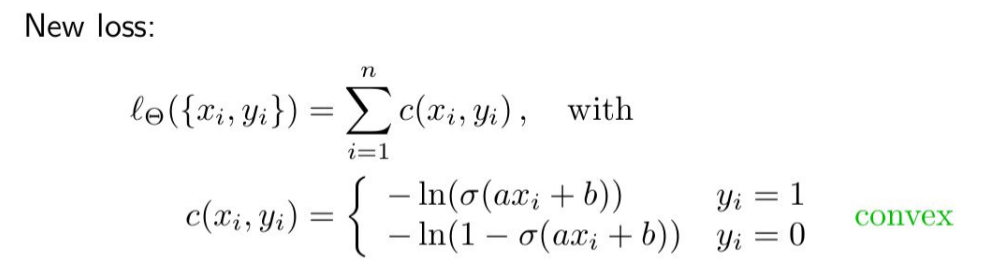 New loss:
ℓ_Θ({x_i, y_i}) = ∑_{i=1}^{n} c(x_i, y_i) , with
c(x_i, y_i) = { − ln(σ(ax_i + b)) y_i = 1
− ln(1 − σ(ax_i + b)) y_i = 0 convex